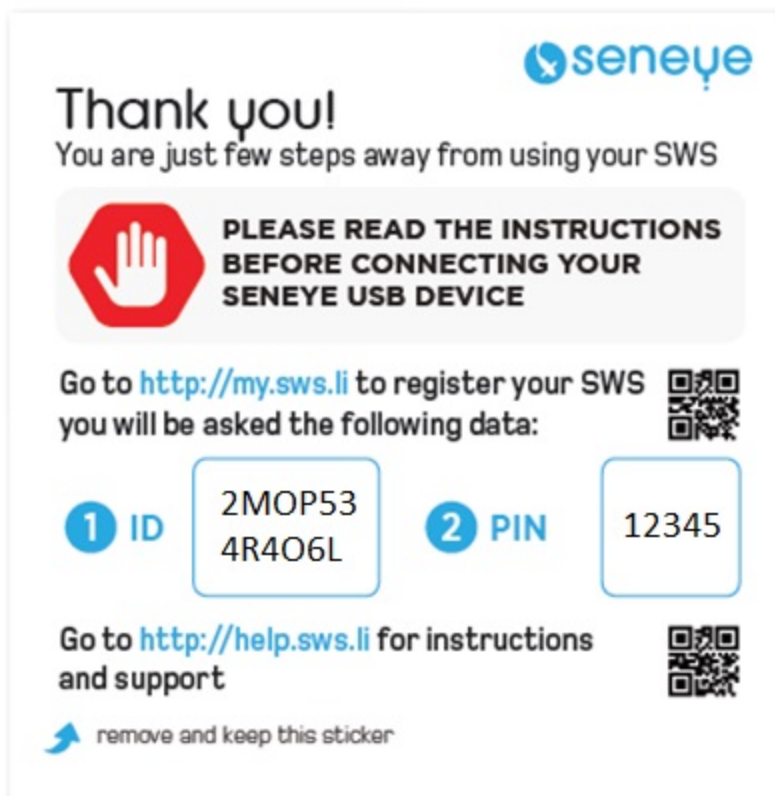 seneye
Thank you!
You are just few steps away from using your SWS
PLEASE READ THE INSTRUCTIONS
BEFORE CONNECTING YOUR
SENEYE USB DEVICE
Go to http://my.sws.li to register your SWS
you will be asked the following data:
1 ID
2MOP53
4R4O6L
2 PIN
12345
Go to http://help.sws.li for instructions
and support
remove and keep this sticker